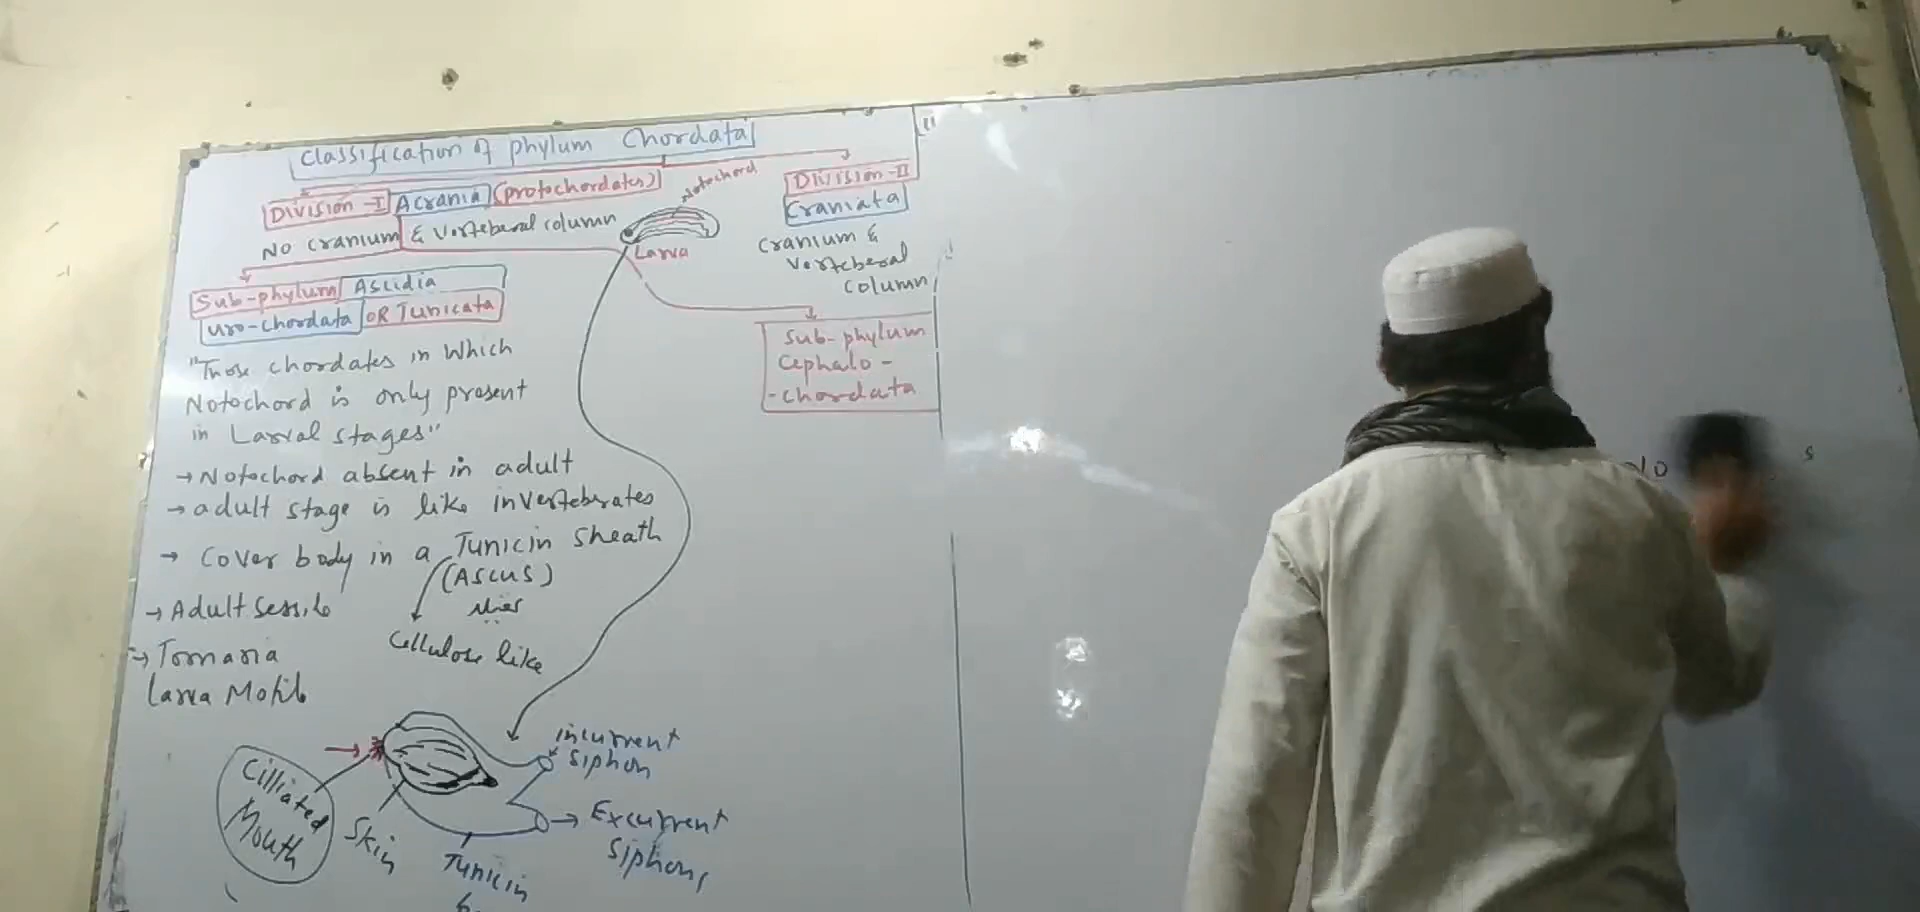 Classification of phylum Chordata
Division-I Acrania (protochordates)
No cranium & Vorteberal column
Notochord
Larva
Division-II
Craniata
Cranium &
Vorteberal
column
Sub-phylum Ascidia
uro-chordata OR Tunicata
"Those chordates in Which
Notochord is only present
in Larval stages"
→ Notochord absent in adult
→ adult stage is like invertebrates
→ Cover body in a Tunicin sheath
(Ascus)
Cellulose like
→ Adult Sessile
→ Tornaria
larva Motile
Sub-phylum
Cephalo-
-chordata
Cilliated
Mouth
Skin
Tunicin
incurrent
Siphon
Excurrent
Siphon